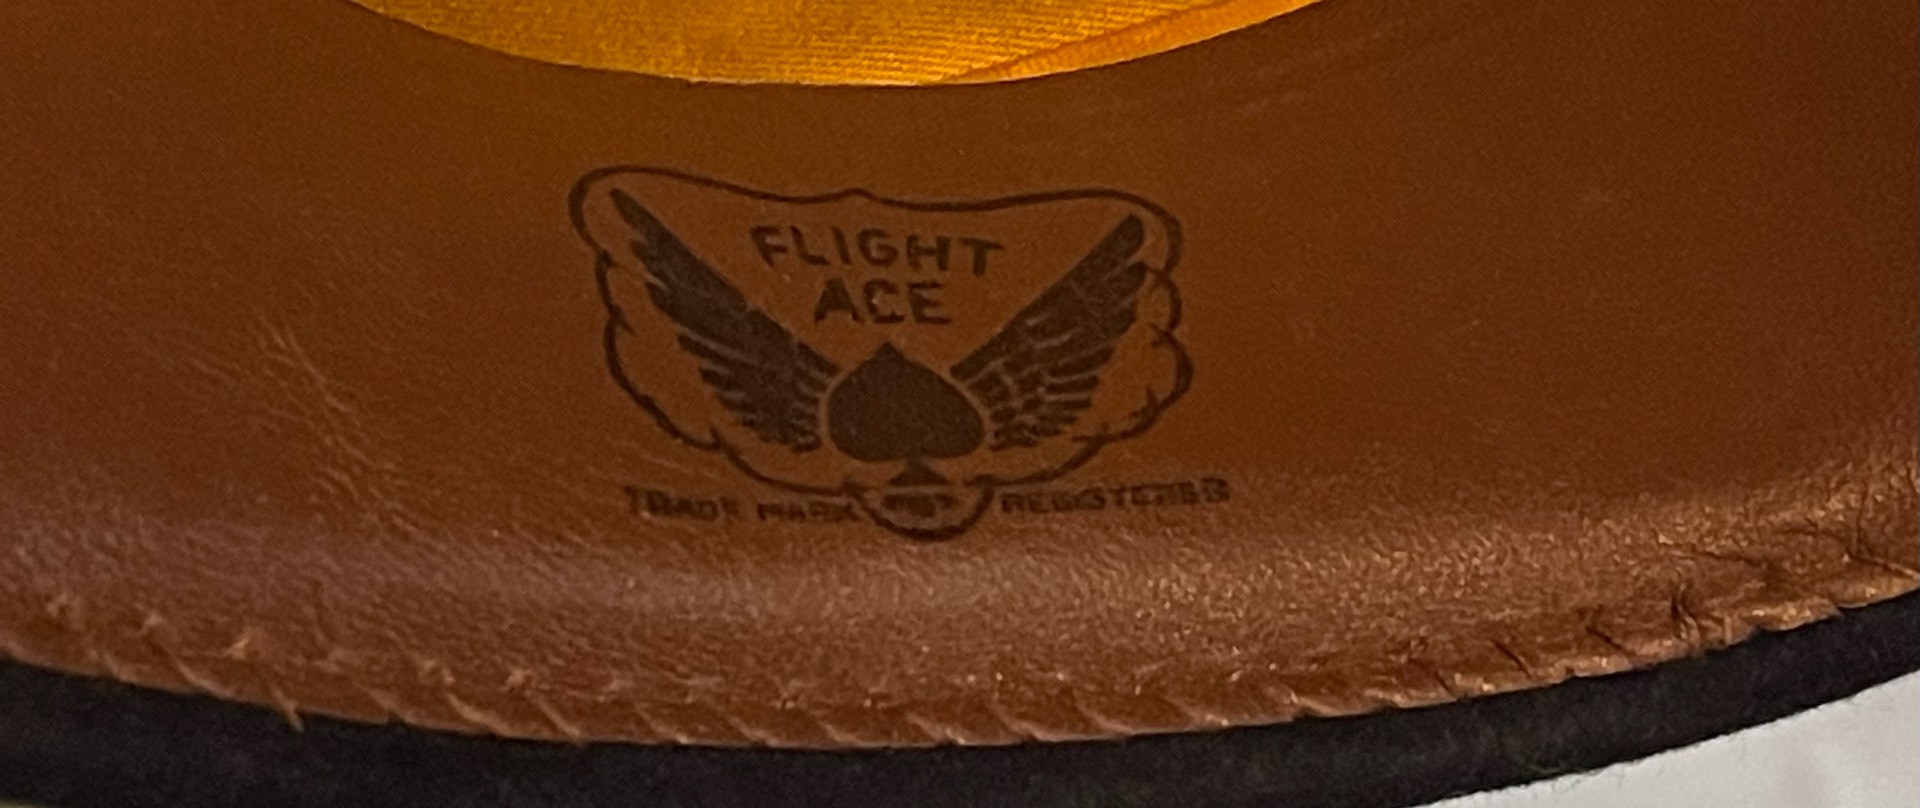 FLIGHT
ACE
TRADE MARK REGISTERED